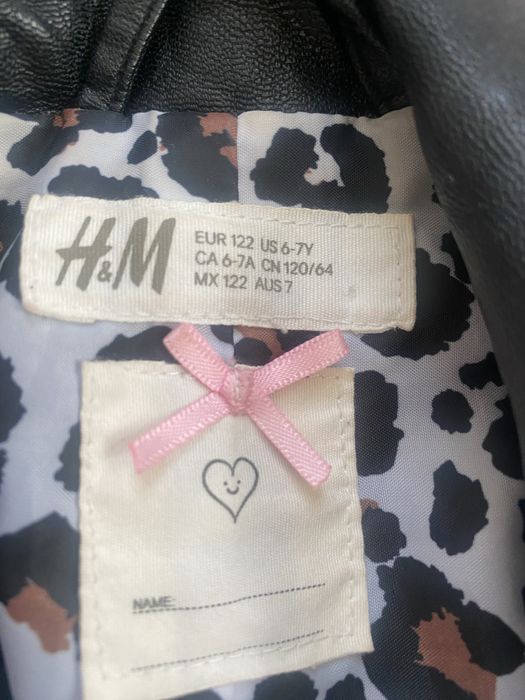 H&M
EUR 122 US 6-7Y
CA 6-7A CN 120/64
MX 122 AUS 7
NAME: